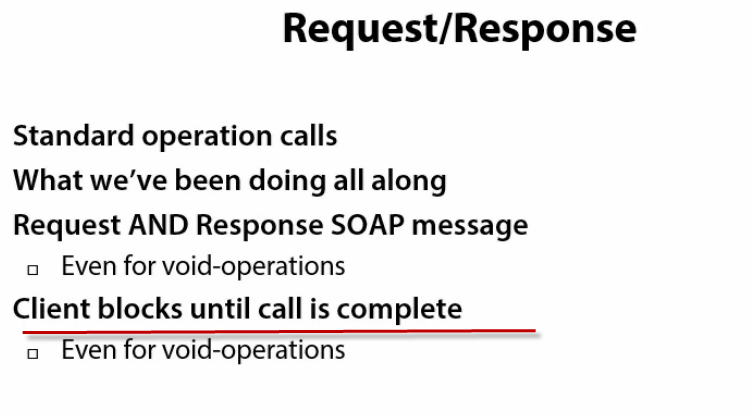 Request/Response
Standard operation calls
What we've been doing all along
Request AND Response SOAP message
Even for void-operations
Client blocks until call is complete
Even for void-operations